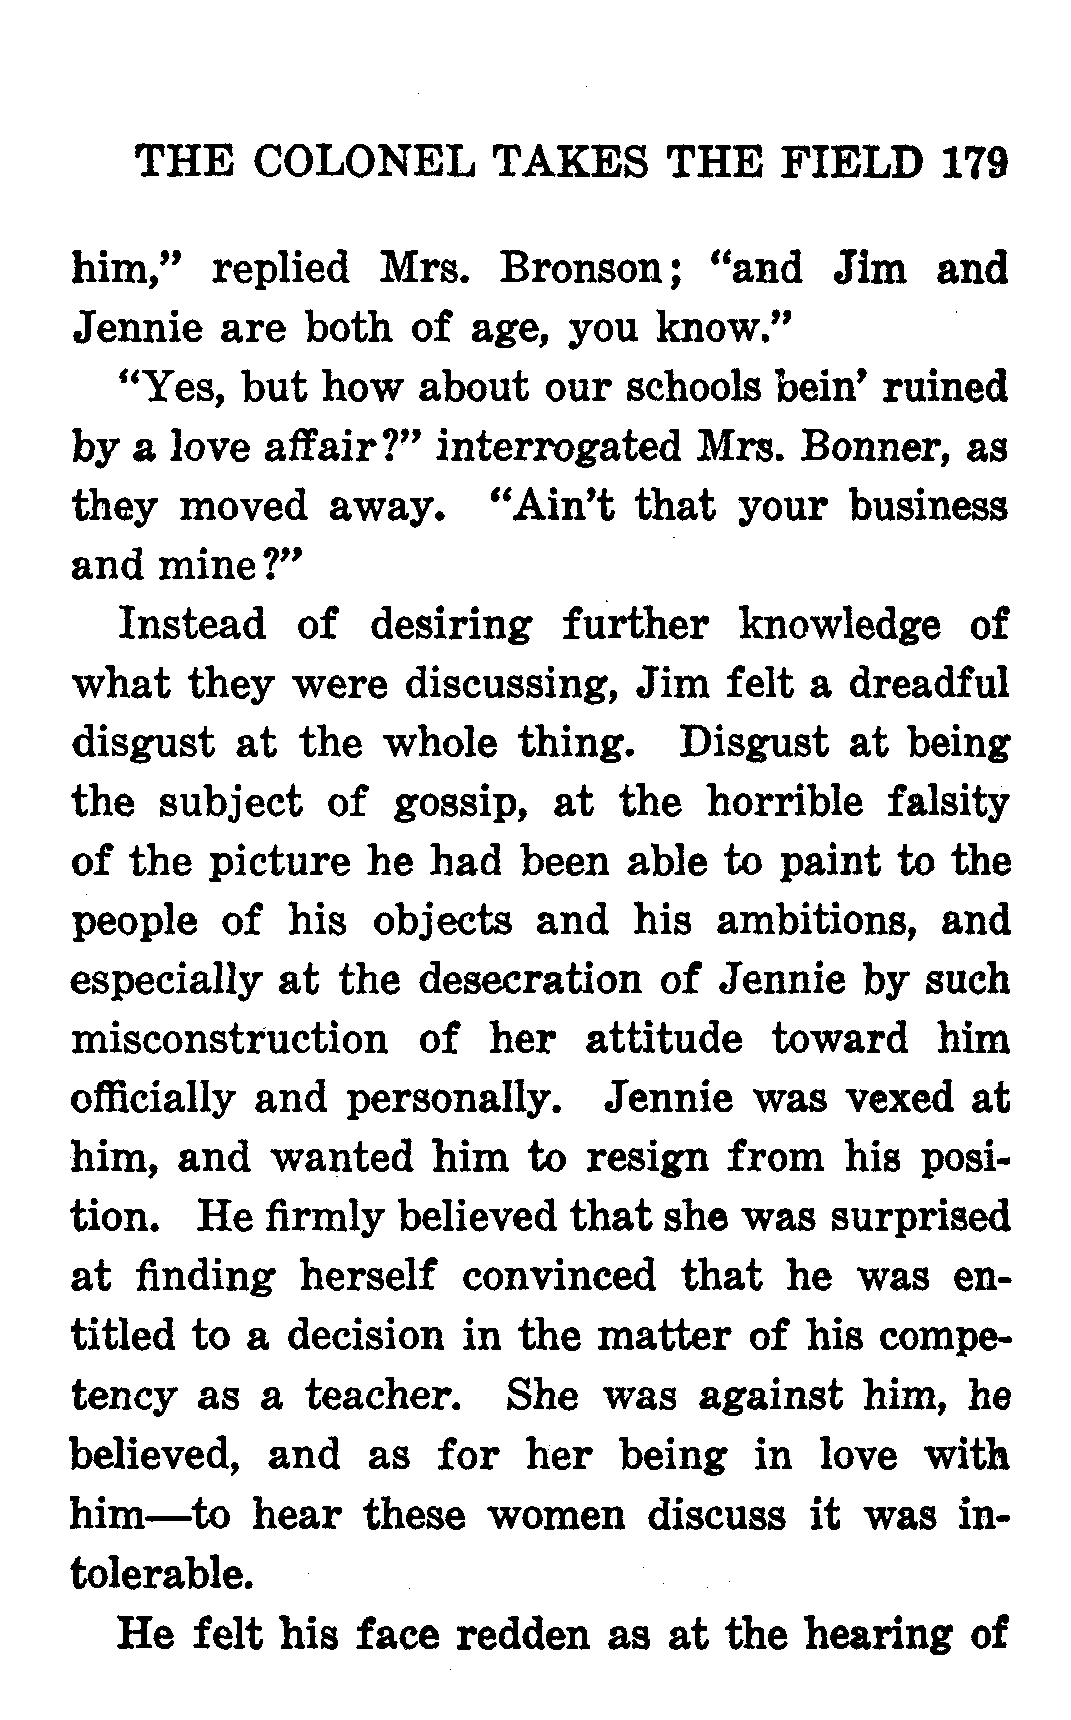 THE COLONEL TAKES THE FIELD 179
him,” replied Mrs. Bronson; “and Jim and
Jennie are both of age, you know.”
“Yes, but how about our schools bein’ ruined
by a love affair?” interrogated Mrs. Bonner, as
they moved away. “Ain’t that your business
and mine?”
Instead of desiring further knowledge of
what they were discussing, Jim felt a dreadful
disgust at the whole thing. Disgust at being
the subject of gossip, at the horrible falsity
of the picture he had been able to paint to the
people of his objects and his ambitions, and
especially at the desecration of Jennie by such
misconstruction of her attitude toward him
officially and personally. Jennie was vexed at
him, and wanted him to resign from his posi-
tion. He firmly believed that she was surprised
at finding herself convinced that he was en-
titled to a decision in the matter of his compe-
tency as a teacher. She was against him, he
believed, and as for her being in love with
him—to hear these women discuss it was in-
tolerable.
He felt his face redden as at the hearing of